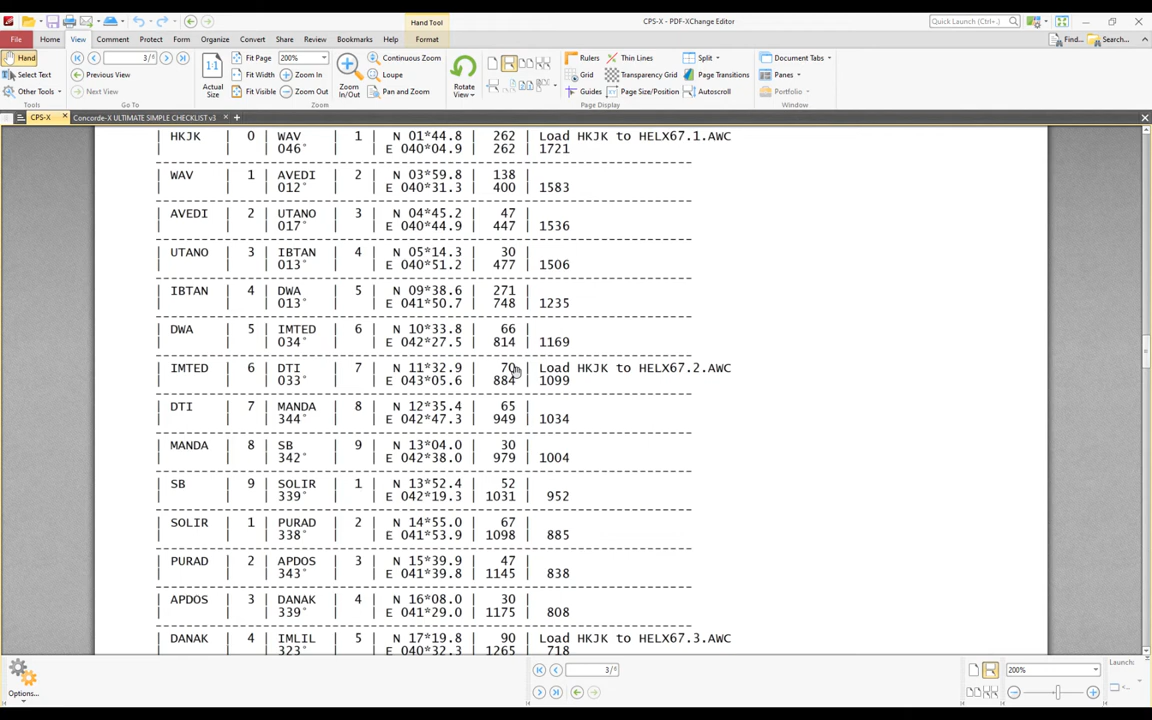 CPS-X - PDF-XChange Editor
Hand Tool
Quick Launch (Ctrl+.)
File Home View Comment Protect Form Organize Convert Share Review Bookmarks Help Format Find... Search...
Hand
Select Text
Other Tools
Tools
3/6
Previous View
Next View
Go To
Actual Size
Fit Page
Fit Width
Fit Visible
200%
Zoom In
Zoom Out
Zoom In/Out
Continuous Zoom
Loupe
Pan and Zoom
Zoom
Rotate View
Rulers
Grid
Guides
Thin Lines
Transparency Grid
Page Size/Position
Split
Page Transitions
Autoscroll
Page Display
Document Tabs
Panes
Portfolio
Window
CPS-X Concorde-X ULTIMATE SIMPLE CHECKLIST v3
| HKJK | 0 | WAV | 1 | N 01*44.8 | 262 | Load HKJK to HELX67.1.AWC
| | | 046° | | E 040*04.9 | 262 | 1721
| WAV | 1 | AVEDI | 2 | N 03*59.8 | 138 |
| | | 012° | | E 040*31.3 | 400 | 1583
| AVEDI | 2 | UTANO | 3 | N 04*45.2 | 47 |
| | | 017° | | E 040*44.9 | 447 | 1536
| UTANO | 3 | IBTAN | 4 | N 05*14.3 | 30 |
| | | 013° | | E 040*51.2 | 477 | 1506
| IBTAN | 4 | DWA | 5 | N 09*38.6 | 271 |
| | | 013° | | E 041*50.7 | 748 | 1235
| DWA | 5 | IMTED | 6 | N 10*33.8 | 66 |
| | | 034° | | E 042*27.5 | 814 | 1169
| IMTED | 6 | DTI | 7 | N 11*32.9 | 70 | Load HKJK to HELX67.2.AWC
| | | 033° | | E 043*05.6 | 884 | 1099
| DTI | 7 | MANDA | 8 | N 12*35.4 | 65 |
| | | 344° | | E 042*47.3 | 949 | 1034
| MANDA | 8 | SB | 9 | N 13*04.0 | 30 |
| | | 342° | | E 042*38.0 | 979 | 1004
| SB | 9 | SOLIR | 1 | N 13*52.4 | 52 |
| | | 339° | | E 042*19.3 | 1031 | 952
| SOLIR | 1 | PURAD | 2 | N 14*55.0 | 67 |
| | | 338° | | E 041*53.9 | 1098 | 885
| PURAD | 2 | APDOS | 3 | N 15*39.9 | 47 |
| | | 343° | | E 041*39.8 | 1145 | 838
| APDOS | 3 | DANAK | 4 | N 16*08.0 | 30 |
| | | 339° | | E 041*29.0 | 1175 | 808
| DANAK | 4 | IMLIL | 5 | N 17*19.8 | 90 | Load HKJK to HELX67.3.AWC
| | | 323° | | E 040*32.3 | 1265 | 718
Options...
3/6
200%
Launch: